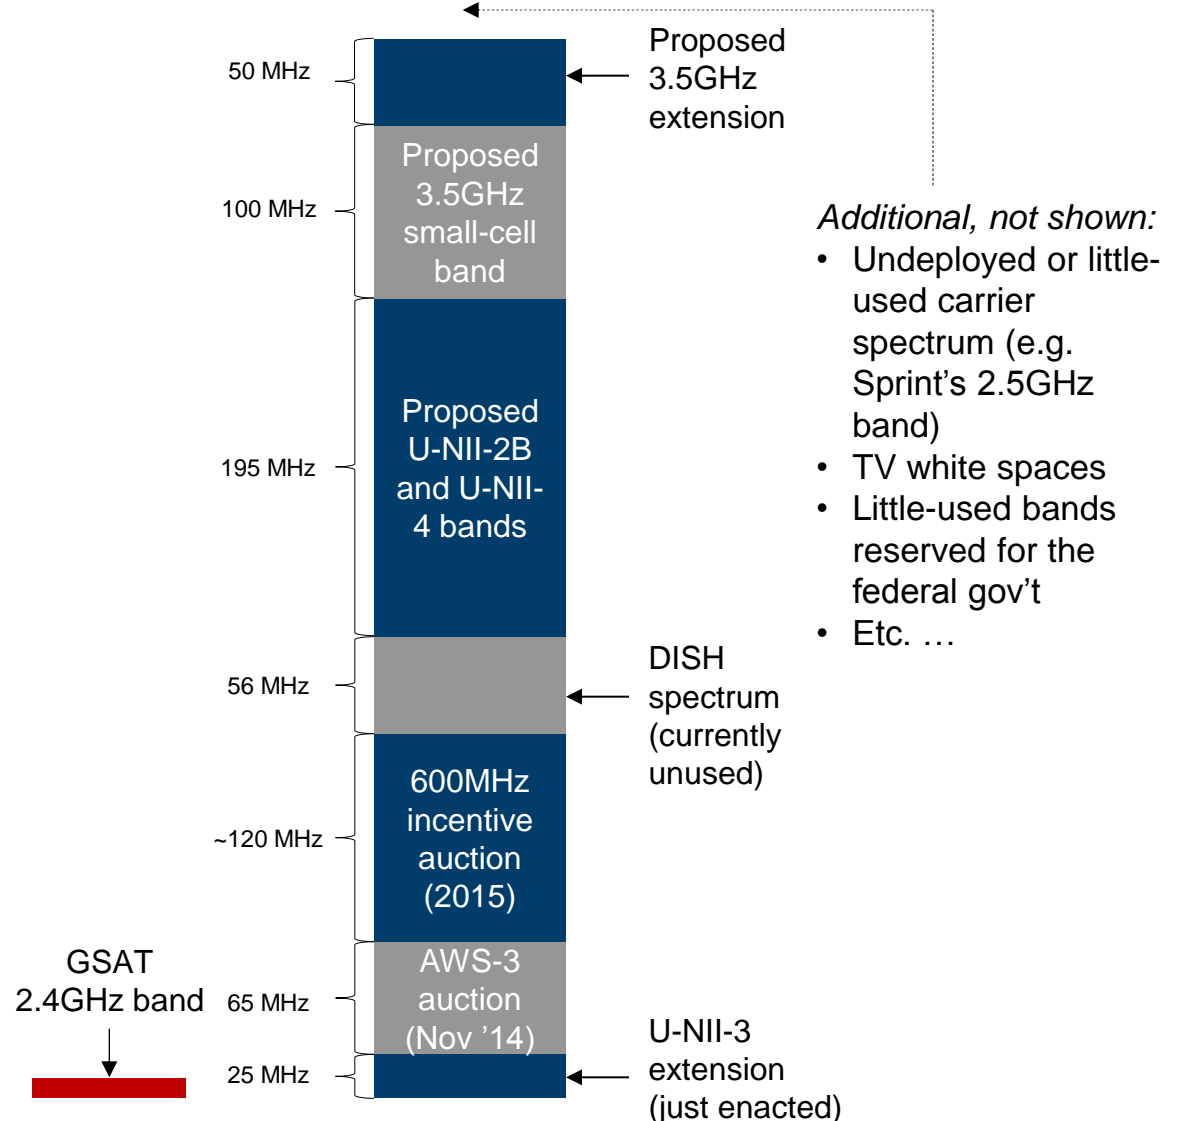 50 MHz
Proposed
3.5GHz
extension
100 MHz
Proposed
3.5GHz
small-cell
band
Additional, not shown:
• Undeployed or little-
used carrier
spectrum (e.g.
Sprint's 2.5GHz
band)
• TV white spaces
• Little-used bands
reserved for the
federal gov't
• Etc. …
195 MHz
Proposed
U-NII-2B
and U-NII-
4 bands
56 MHz
DISH
spectrum
(currently
unused)
~120 MHz
600MHz
incentive
auction
(2015)
GSAT
2.4GHz band
65 MHz
AWS-3
auction
(Nov ’14)
25 MHz
U-NII-3
extension
(just enacted)